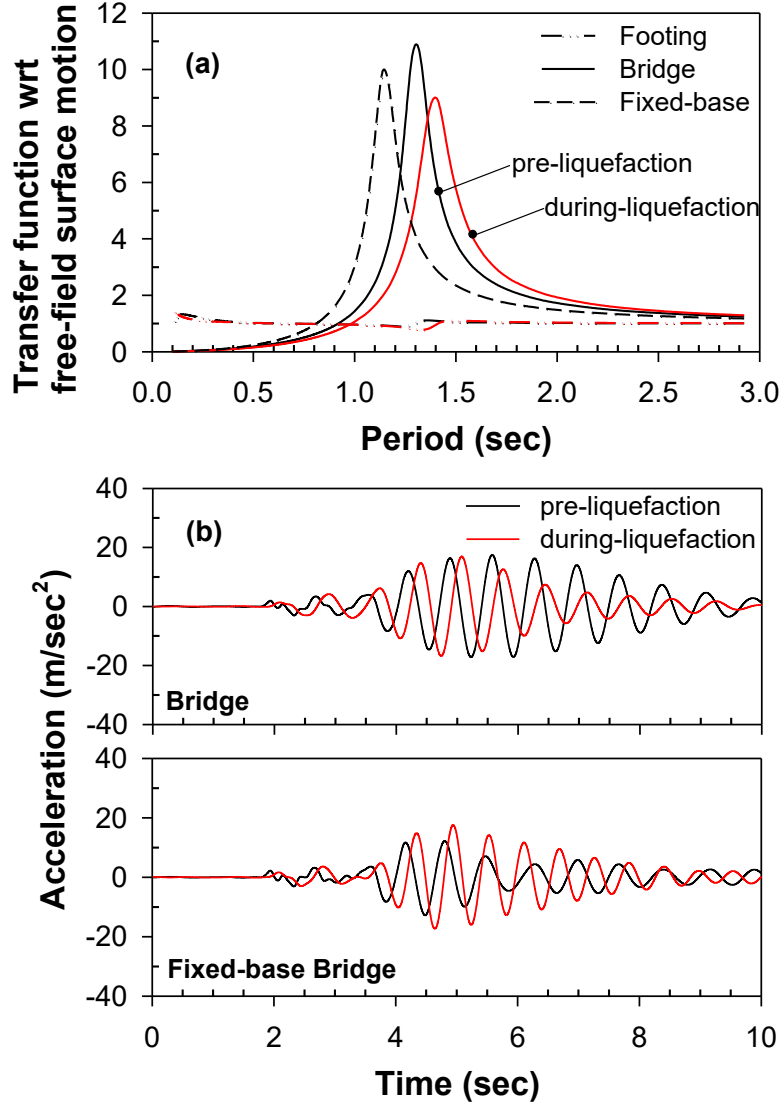 Transfer function wrt
free-field surface motion
12
10
8
6
4
2
0
(a)
Footing
Bridge
Fixed-base
pre-liquefaction
during-liquefaction
0.0 0.5 1.0 1.5 2.0 2.5 3.0
Period (sec)
Acceleration (m/sec²)
40
20
0
-20
-40
(b)
pre-liquefaction
during-liquefaction
Bridge
40
20
0
-20
-40
Fixed-base Bridge
0 2 4 6 8 10
Time (sec)